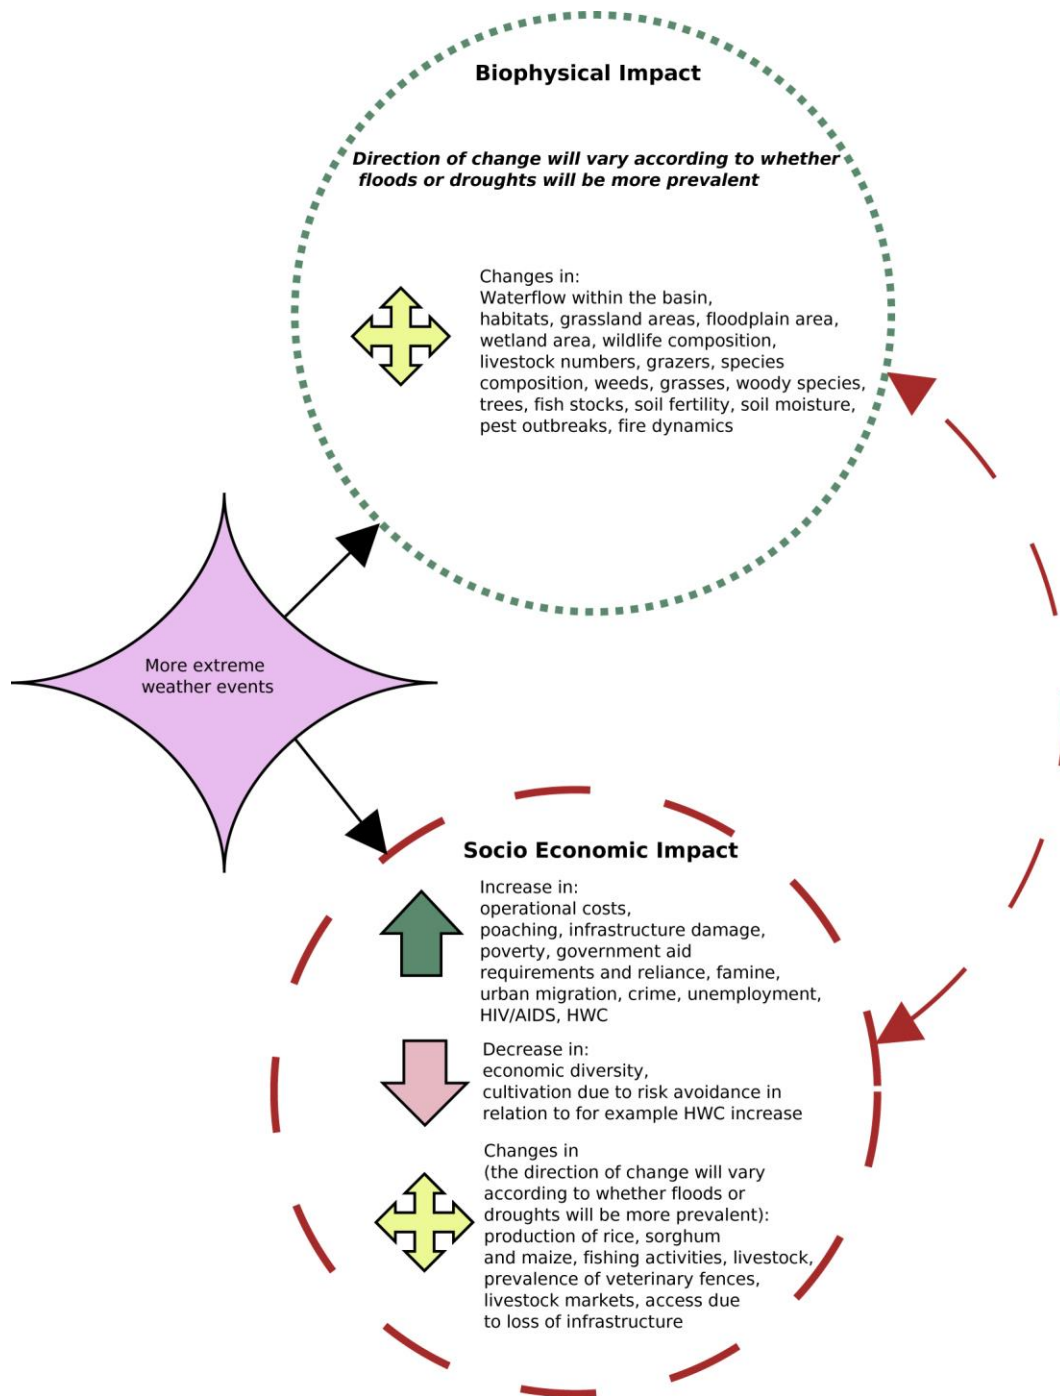 Biophysical Impact
Direction of change will vary according to whether
floods or droughts will be more prevalent
Changes in:
Waterflow within the basin,
habitats, grassland areas, floodplain area,
wetland area, wildlife composition,
livestock numbers, grazers, species
composition, weeds, grasses, woody species,
trees, fish stocks, soil fertility, soil moisture,
pest outbreaks, fire dynamics
More extreme
weather events
Socio Economic Impact
Increase in:
operational costs,
poaching, infrastructure damage,
poverty, government aid
requirements and reliance, famine,
urban migration, crime, unemployment,
HIV/AIDS, HWC
Decrease in:
economic diversity,
cultivation due to risk avoidance in
relation to for example HWC increase
Changes in
(the direction of change will vary
according to whether floods or
droughts will be more prevalent):
production of rice, sorghum
and maize, fishing activities, livestock,
prevalence of veterinary fences,
livestock markets, access due
to loss of infrastructure